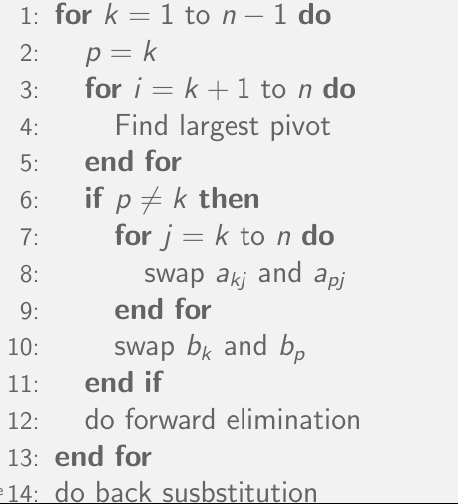 1: for k = 1 to n − 1 do
2: p = k
3: for i = k + 1 to n do
4: Find largest pivot
5: end for
6: if p ≠ k then
7: for j = k to n do
8: swap a_{kj} and a_{pj}
9: end for
10: swap b_k and b_p
11: end if
12: do forward elimination
13: end for
e 14: do back susbstitution